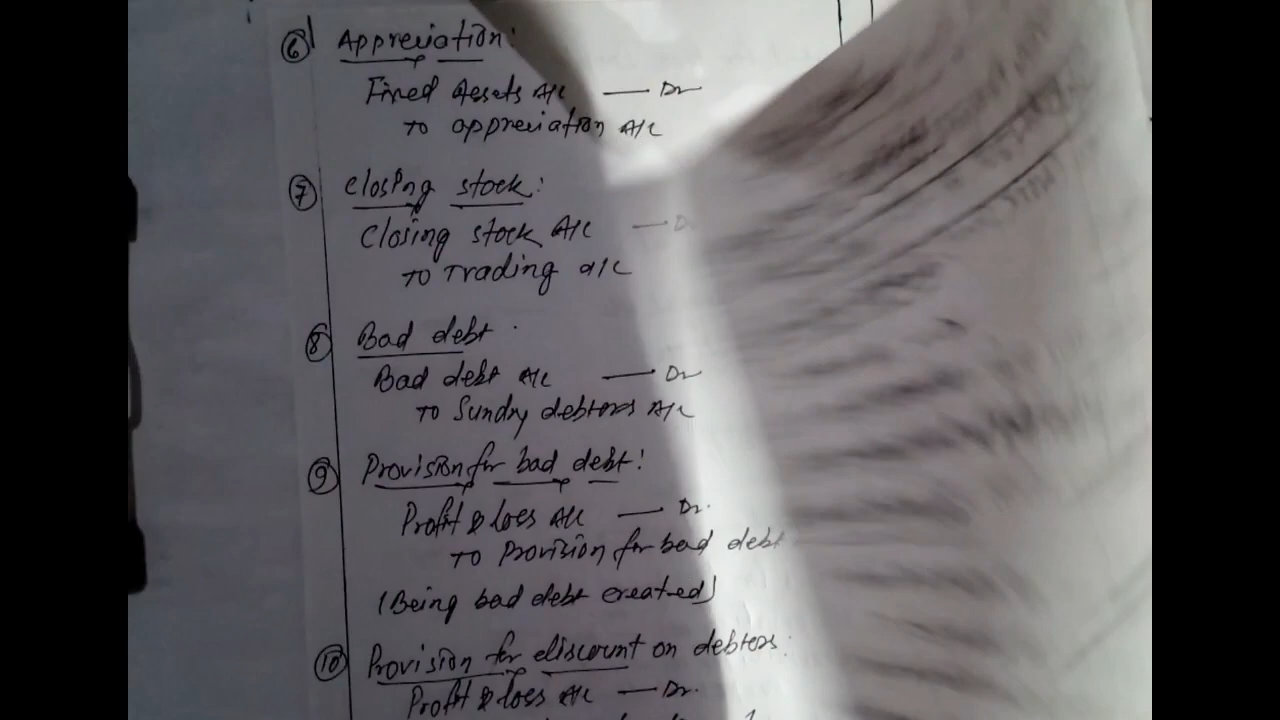 6 Appreciation:
Fixed Assets A/c — Dr
To appreciation A/c
7 Closing stock:
Closing stock A/c — D
To Trading a/c
8 Bad debt
Bad debt A/c — Dr
To Sundry debtors A/c
9 Provision for bad debt:
Profit & loss A/c — Dr.
To Provision for bad debt
(Being bad debt created)
10 Provision for discount on debtors:
Profit & loss A/c — Dr.